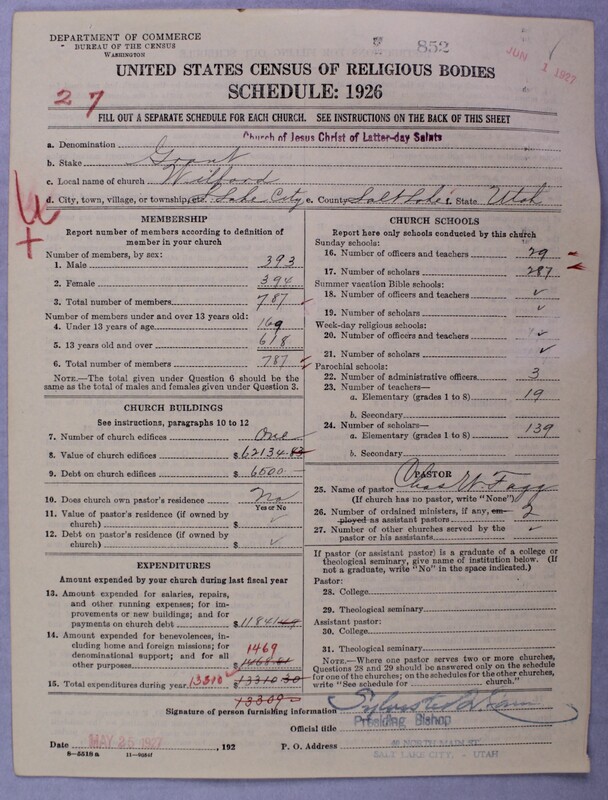 DEPARTMENT OF COMMERCE
BUREAU OF THE CENSUS
WASHINGTON
852
JUN 1 1927
UNITED STATES CENSUS OF RELIGIOUS BODIES
SCHEDULE: 1926
27
FILL OUT A SEPARATE SCHEDULE FOR EACH CHURCH. SEE INSTRUCTIONS ON THE BACK OF THIS SHEET
a. Denomination Church of Jesus Christ of Latter-day Saints
b. Stake Grant
c. Local name of church Wilford
d. City, town, village, or township Lake City e. County Salt Lake f. State Utah
MEMBERSHIP
Report number of members according to definition of
member in your church
Number of members, by sex:
1. Male 393
2. Female 394
3. Total number of members 787
Number of members under and over 13 years old:
4. Under 13 years of age 169
5. 13 years old and over 618
6. Total number of members 787
NOTE.—The total given under Question 6 should be
the same as the total of males and females given under Question 3.
CHURCH BUILDINGS
See instructions, paragraphs 10 to 12
7. Number of church edifices One
8. Value of church edifices $62134.83
9. Debt on church edifices $6500
10. Does church own pastor's residence No
Yes or No
11. Value of pastor's residence (if owned by
church) $ ✓
12. Debt on pastor's residence (if owned by
church) $ ✓
EXPENDITURES
Amount expended by your church during last fiscal year
13. Amount expended for salaries, repairs,
and other running expenses; for im-
provements or new buildings; and for
payments on church debt $11841
14. Amount expended for benevolences, in-
cluding home and foreign missions; for
denominational support; and for all
other purposes 1469
$1468.61
15. Total expenditures during year 13310 $13310 30
13309
CHURCH SCHOOLS
Report here only schools conducted by this church
Sunday schools:
16. Number of officers and teachers 29
17. Number of scholars 287
Summer vacation Bible schools:
18. Number of officers and teachers ✓
19. Number of scholars ✓
Week-day religious schools:
20. Number of officers and teachers ✓
21. Number of scholars ✓
Parochial schools:
22. Number of administrative officers 3
23. Number of teachers—
a. Elementary (grades 1 to 8) 19
b. Secondary
24. Number of scholars—
a. Elementary (grades 1 to 8) 139
b. Secondary
PASTOR
25. Name of pastor Chas W. Fagg
(If church has no pastor, write "None")
26. Number of ordained ministers, if any, em-
ployed as assistant pastors 2
27. Number of other churches served by the
pastor or his assistants ✓
If pastor (or assistant pastor) is a graduate of a college or
theological seminary, give name of institution below. (If
not a graduate, write "No" in the space indicated.)
Pastor:
28. College
29. Theological seminary
Assistant pastor:
30. College
31. Theological seminary
NOTE.—Where one pastor serves two or more churches,
Questions 28 and 29 should be answered only on the schedule
for one of the churches; on the schedules for the other churches,
write "See schedule for church."
Signature of person furnishing information Sylvester Q. Cannon
Official title Presiding Bishop
Date MAY 25 1927, 192 P. O. Address 40 NORTH MAIN ST.
SALT LAKE CITY, - UTAH
8-5518a